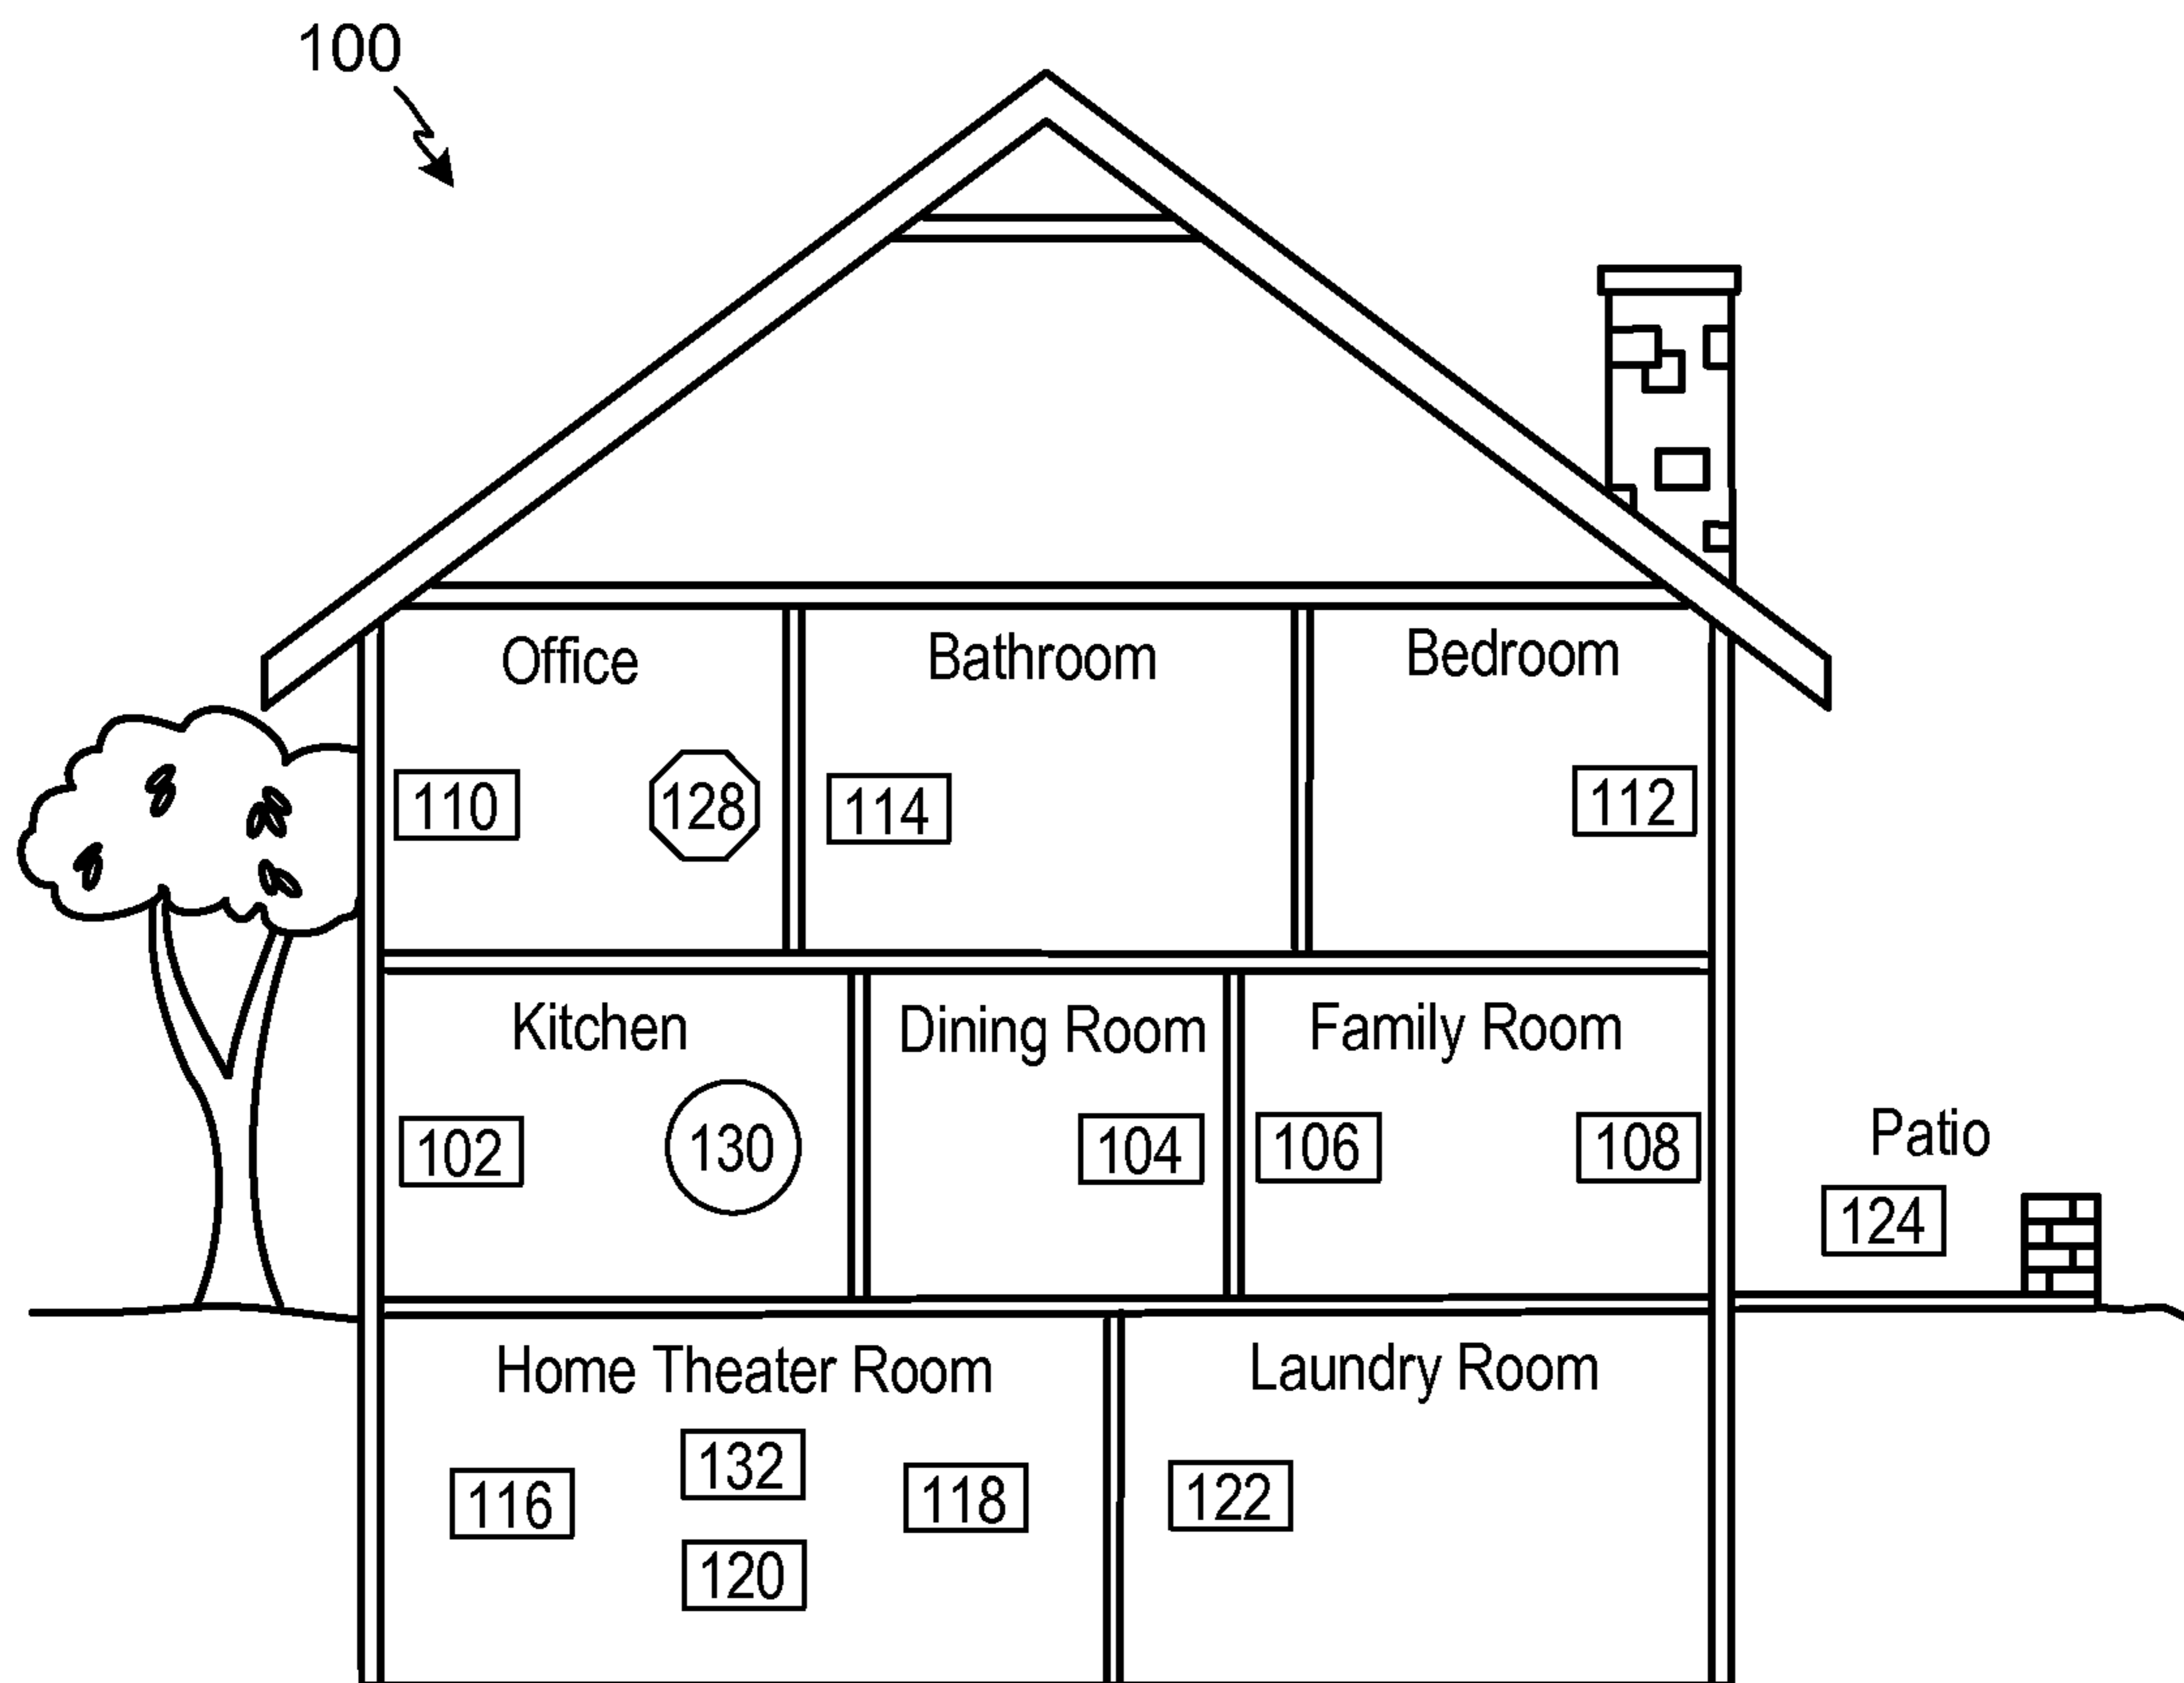 100
Office
Bathroom
Bedroom
110
128
114
112
Kitchen
Dining Room
Family Room
Patio
102
130
104
106
108
124
Home Theater Room
Laundry Room
116
132
118
120
122